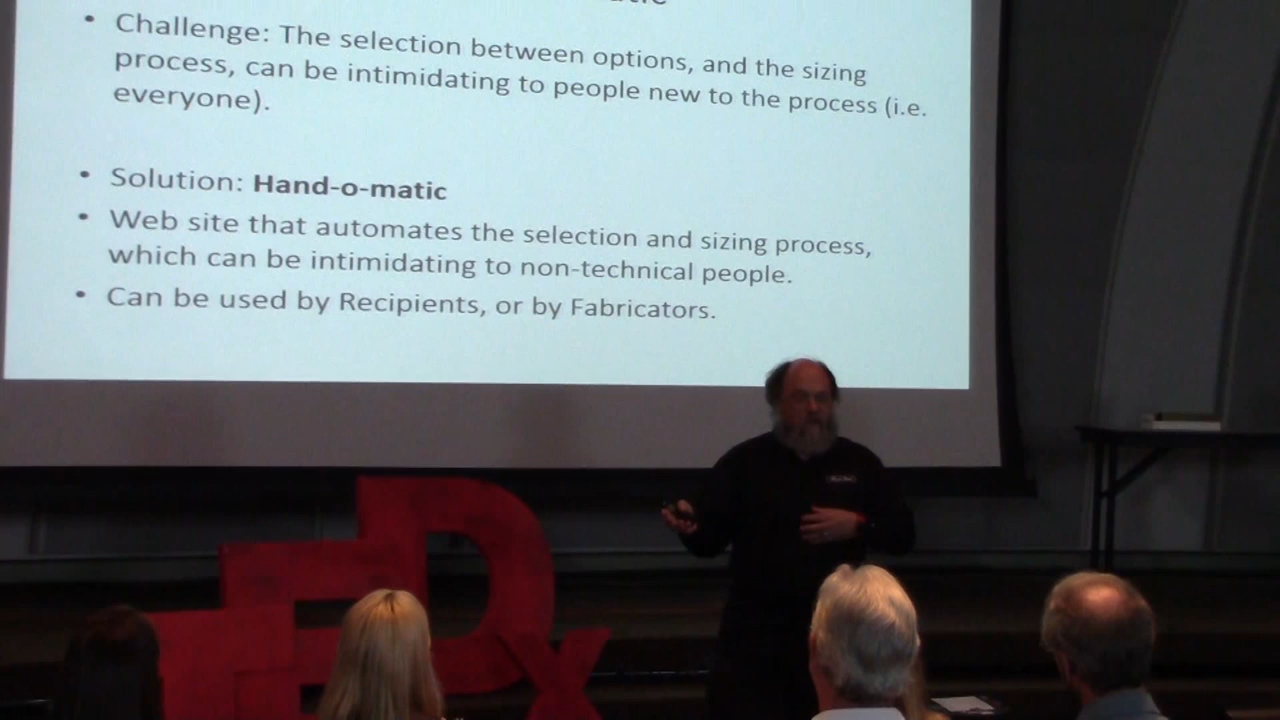 • Challenge: The selection between options, and the sizing
process, can be intimidating to people new to the process (i.e.
everyone).
• Solution: Hand-o-matic
• Web site that automates the selection and sizing process,
which can be intimidating to non-technical people.
• Can be used by Recipients, or by Fabricators.
TEDx